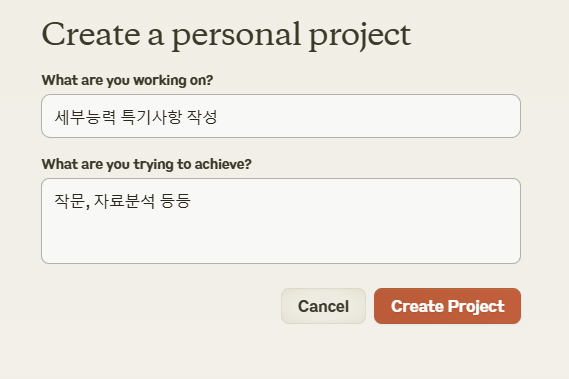 Create a personal project
What are you working on?
세부능력 특기사항 작성
What are you trying to achieve?
작문, 자료분석 등등
Cancel
Create Project